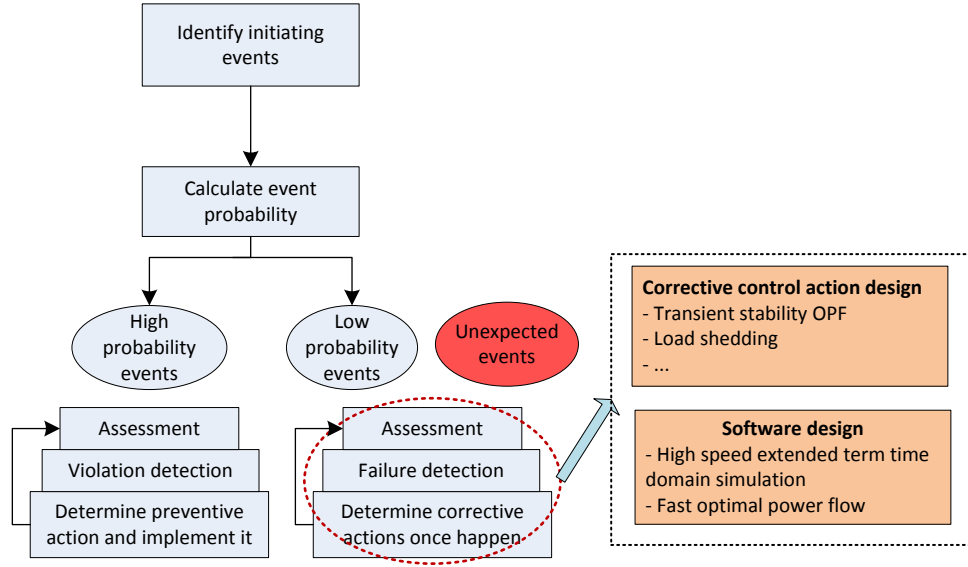 Identify initiating
events
Calculate event
probability
High
probability
events
Low
probability
events
Unexpected
events
Assessment
Violation detection
Determine preventive
action and implement it
Assessment
Failure detection
Determine corrective
actions once happen
Corrective control action design
- Transient stability OPF
- Load shedding
- ...
Software design
- High speed extended term time
domain simulation
- Fast optimal power flow